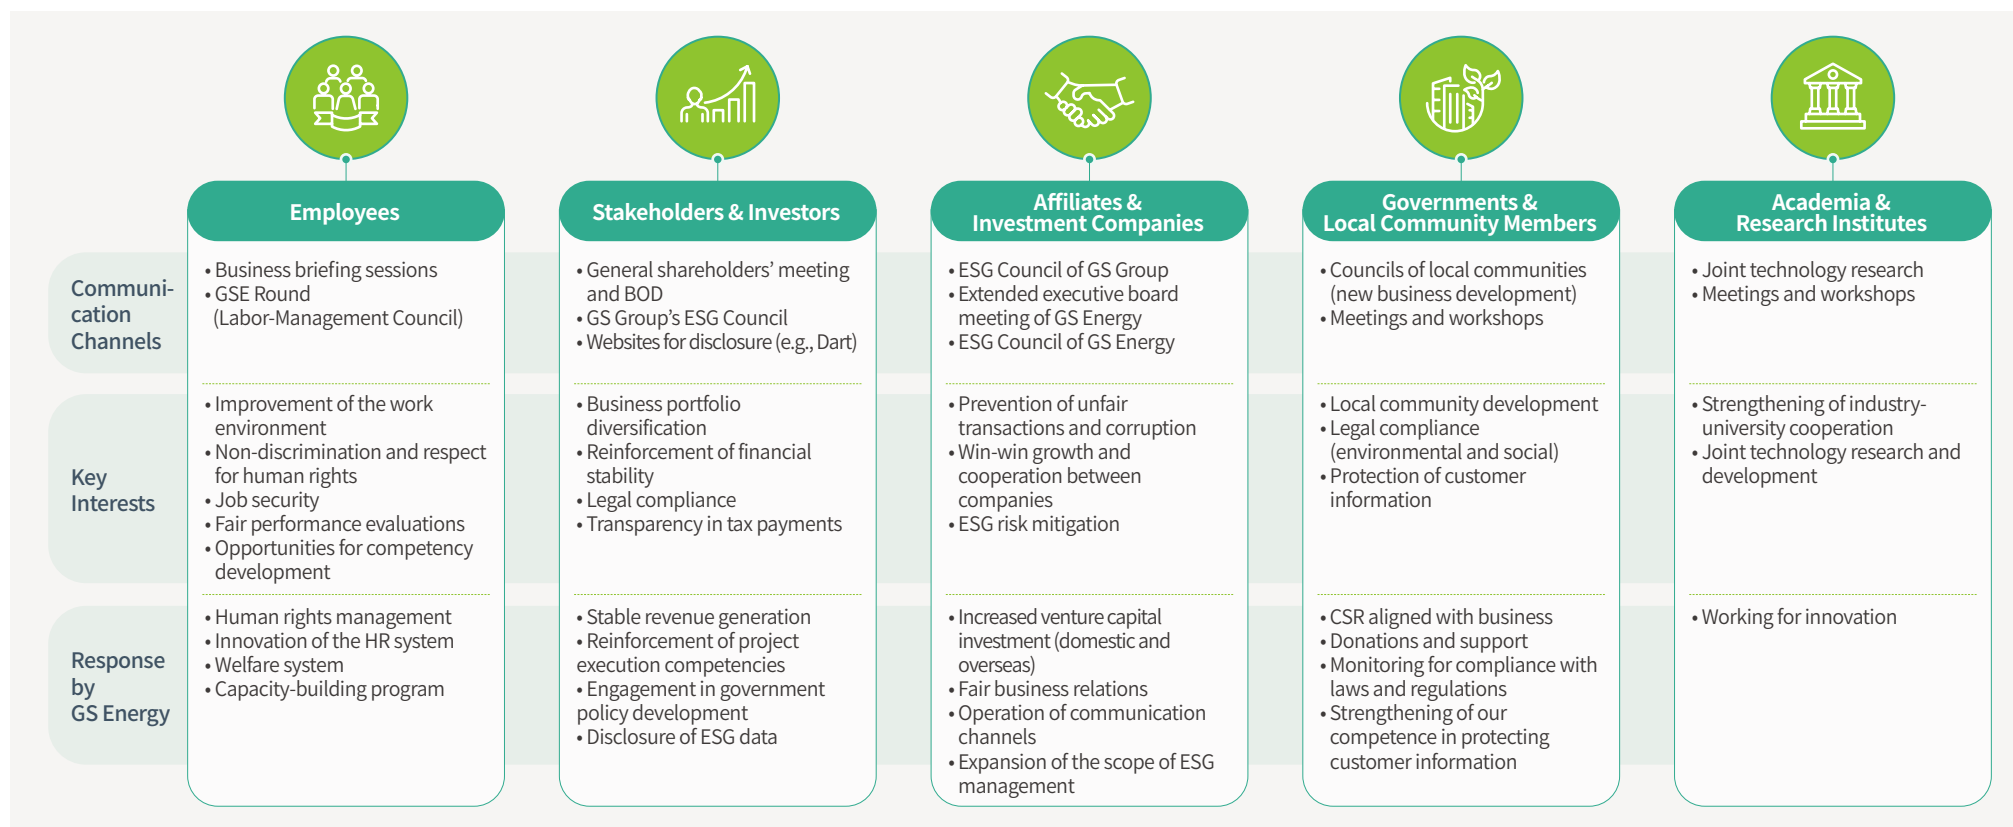 Employees
Stakeholders & Investors
Affiliates &
Investment Companies
Governments &
Local Community Members
Academia &
Research Institutes
Communi-
cation
Channels
• Business briefing sessions
• GSE Round
(Labor-Management Council)
• General shareholders’ meeting
and BOD
• GS Group’s ESG Council
• Websites for disclosure (e.g., Dart)
• ESG Council of GS Group
• Extended executive board
meeting of GS Energy
• ESG Council of GS Energy
• Councils of local communities
(new business development)
• Meetings and workshops
• Joint technology research
• Meetings and workshops
Key
Interests
• Improvement of the work
environment
• Non-discrimination and respect
for human rights
• Job security
• Fair performance evaluations
• Opportunities for competency
development
• Business portfolio
diversification
• Reinforcement of financial
stability
• Legal compliance
• Transparency in tax payments
• Prevention of unfair
transactions and corruption
• Win-win growth and
cooperation between
companies
• ESG risk mitigation
• Local community development
• Legal compliance
(environmental and social)
• Protection of customer
information
• Strengthening of industry-
university cooperation
• Joint technology research and
development
Response
by
GS Energy
• Human rights management
• Innovation of the HR system
• Welfare system
• Capacity-building program
• Stable revenue generation
• Reinforcement of project
execution competencies
• Engagement in government
policy development
• Disclosure of ESG data
• Increased venture capital
investment (domestic and
overseas)
• Fair business relations
• Operation of communication
channels
• Expansion of the scope of ESG
management
• CSR aligned with business
• Donations and support
• Monitoring for compliance with
laws and regulations
• Strengthening of our
competence in protecting
customer information
• Working for innovation